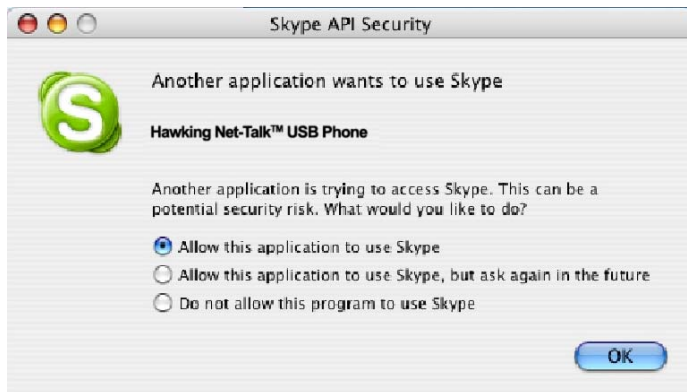 Skype API Security
Another application wants to use Skype
Hawking Net-Talk™ USB Phone
Another application is trying to access Skype. This can be a
potential security risk. What would you like to do?
Allow this application to use Skype
Allow this application to use Skype, but ask again in the future
Do not allow this program to use Skype
OK